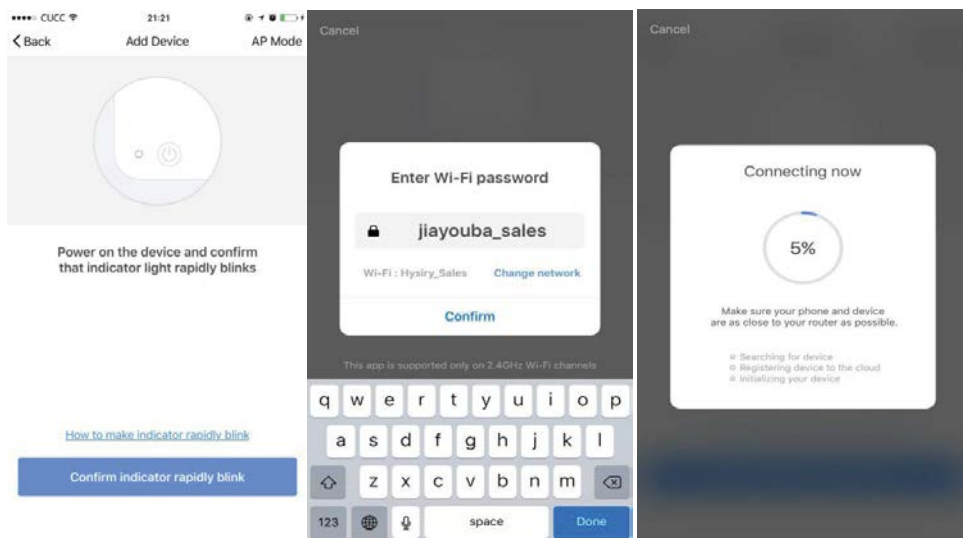 CUCC 21:21
Back Add Device AP Mode
Power on the device and confirm
that indicator light rapidly blinks
How to make indicator rapidly blink
Confirm indicator rapidly blink
Cancel
Enter Wi-Fi password
jiayouba_sales
Wi-Fi : Hysiry_Sales Change network
Confirm
This app is supported only on 2.4GHz Wi-Fi channels
q w e r t y u i o p
a s d f g h j k l
z x c v b n m
123 space Done
Cancel
Connecting now
5%
Make sure your phone and device
are as close to your router as possible.
Searching for device
Registering device to the cloud
Initializing your device